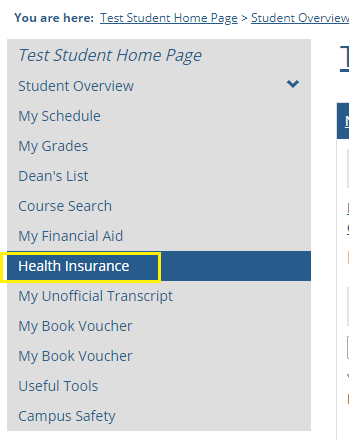 You are here: Test Student Home Page > Student Overview
Test Student Home Page
Student Overview
My Schedule
My Grades
Dean's List
Course Search
My Financial Aid
Health Insurance
My Unofficial Transcript
My Book Voucher
My Book Voucher
Useful Tools
Campus Safety